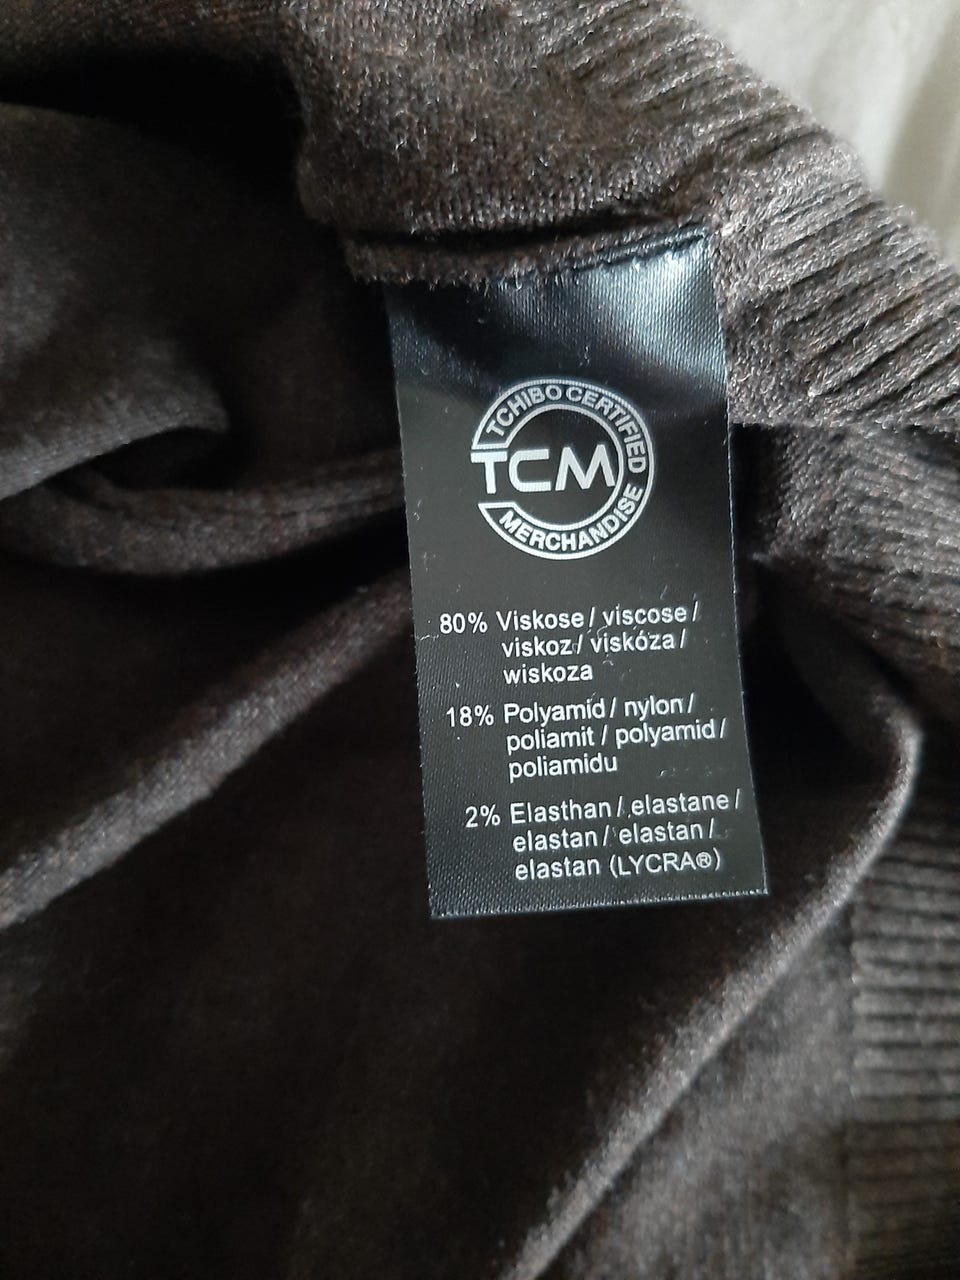 TCHIBO CERTIFIED
TCM
MERCHANDISE
80% Viskose / viscose /
viskoz / viskóza /
wiskoza
18% Polyamid / nylon /
poliamit / polyamid /
poliamidu
2% Elasthan / elastane /
elastan / elastan /
elastan (LYCRA®)